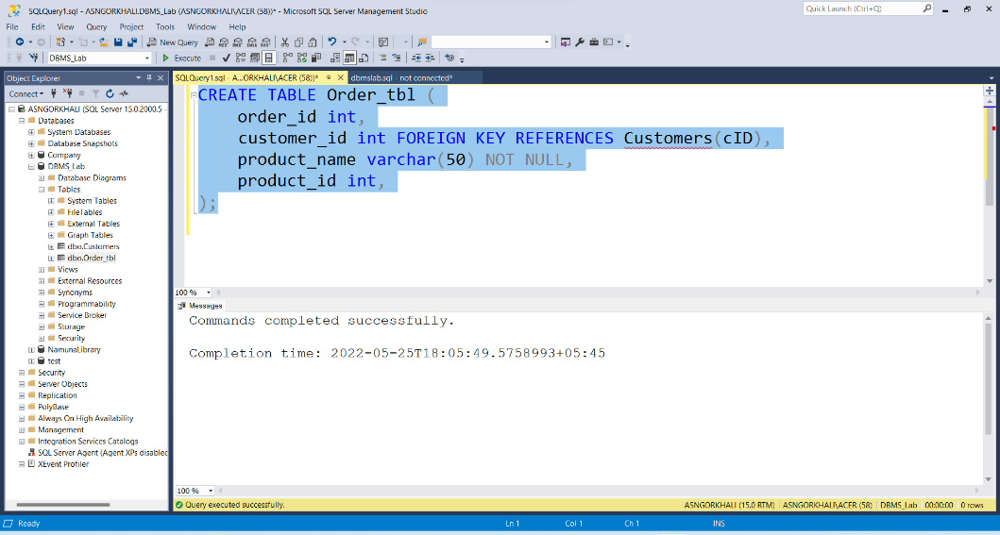 SQLQuery1.sql - ASNGORKHALI.DBMS_Lab (ASNGORKHALI\ACER (58))* - Microsoft SQL Server Management Studio
Quick Launch (Ctrl+Q)
File Edit View Query Project Tools Window Help
New Query
DBMS_Lab
Execute
Object Explorer
Connect
ASNGORKHALI (SQL Server 15.0.2000.5 -
Databases
System Databases
Database Snapshots
Company
DBMS_Lab
Database Diagrams
Tables
System Tables
FileTables
External Tables
Graph Tables
dbo.Customers
dbo.Order_tbl
Views
External Resources
Synonyms
Programmability
Service Broker
Storage
Security
NamunaLibrary
test
Security
Server Objects
Replication
PolyBase
Always On High Availability
Management
Integration Services Catalogs
SQL Server Agent (Agent XPs disabled
XEvent Profiler
SQLQuery1.sql - A...ORKHALI\ACER (58))*
dbmslab.sql - not connected*
CREATE TABLE Order_tbl (
order_id int,
customer_id int FOREIGN KEY REFERENCES Customers(cID),
product_name varchar(50) NOT NULL,
product_id int,
);
100 %
Messages
Commands completed successfully.
Completion time: 2022-05-25T18:05:49.5758993+05:45
100 %
Query executed successfully.
ASNGORKHALI (15.0 RTM) ASNGORKHALI\ACER (58) DBMS_Lab 00:00:00 0 rows
Ready
Ln 1 Col 1 Ch 1 INS